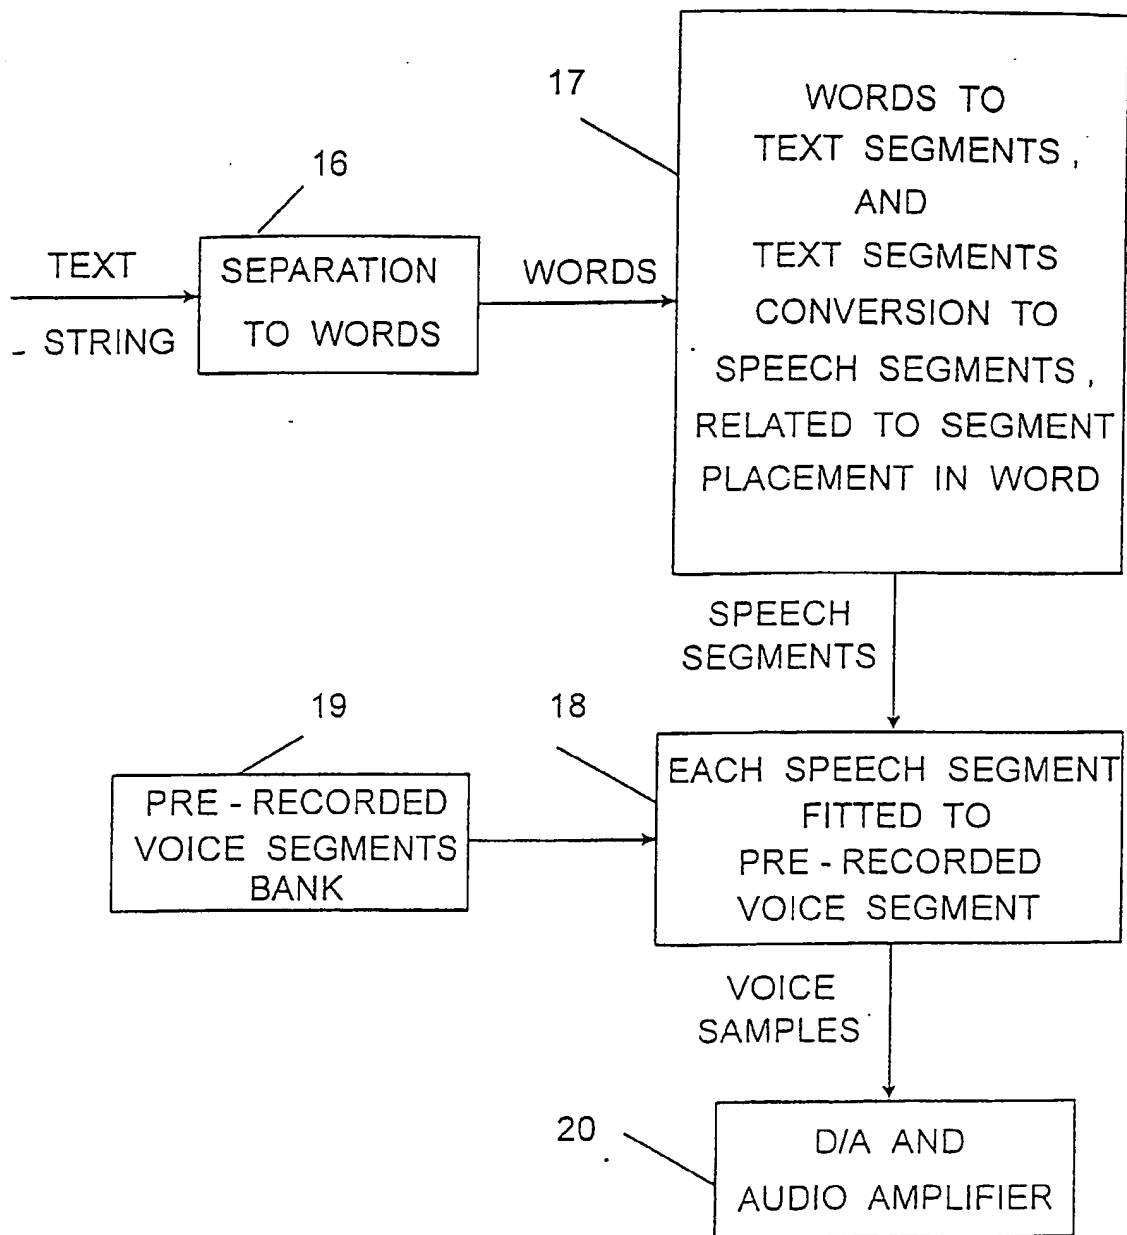 16
TEXT
STRING
SEPARATION
TO WORDS
WORDS
17
WORDS TO
TEXT SEGMENTS,
AND
TEXT SEGMENTS
CONVERSION TO
SPEECH SEGMENTS,
RELATED TO SEGMENT
PLACEMENT IN WORD
SPEECH
SEGMENTS
19
PRE - RECORDED
VOICE SEGMENTS
BANK
18
EACH SPEECH SEGMENT
FITTED TO
PRE - RECORDED
VOICE SEGMENT
VOICE
SAMPLES
20
D/A AND
AUDIO AMPLIFIER